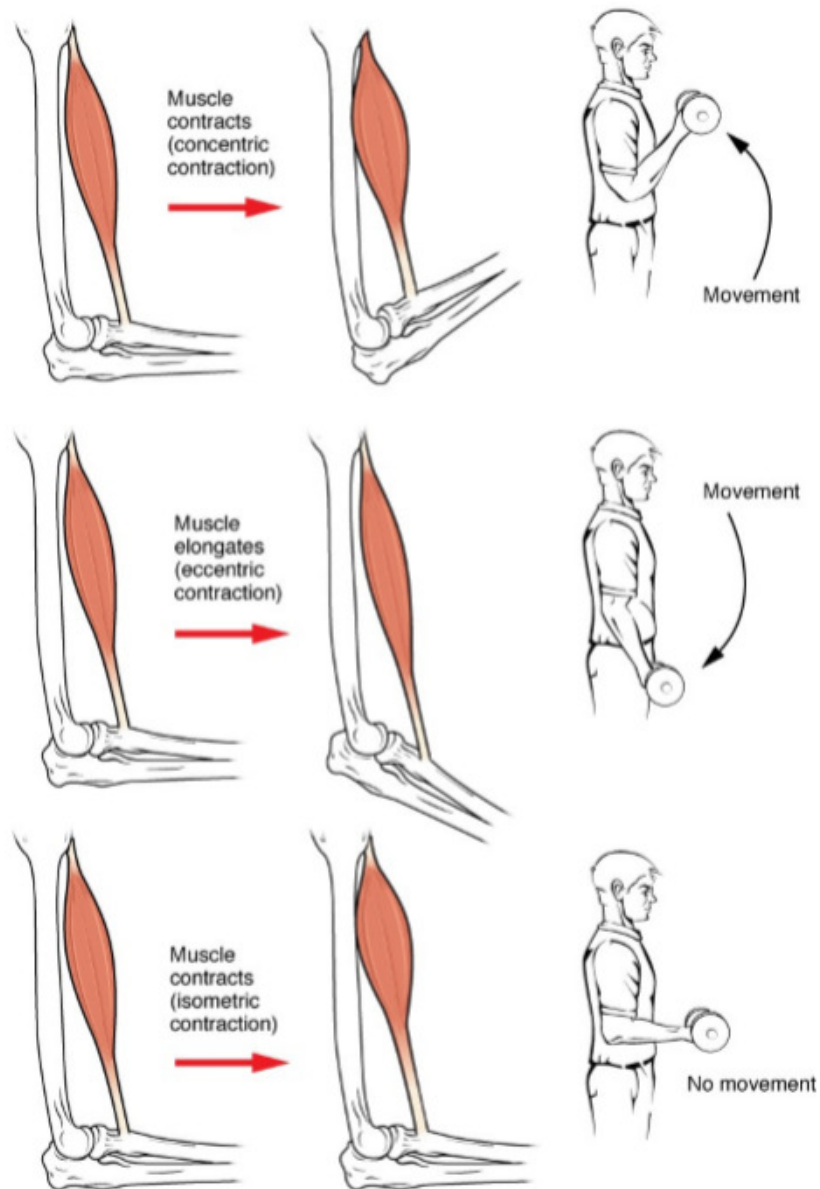 Muscle
contracts
(concentric
contraction)
Movement
Muscle
elongates
(eccentric
contraction)
Movement
Muscle
contracts
(isometric
contraction)
No movement